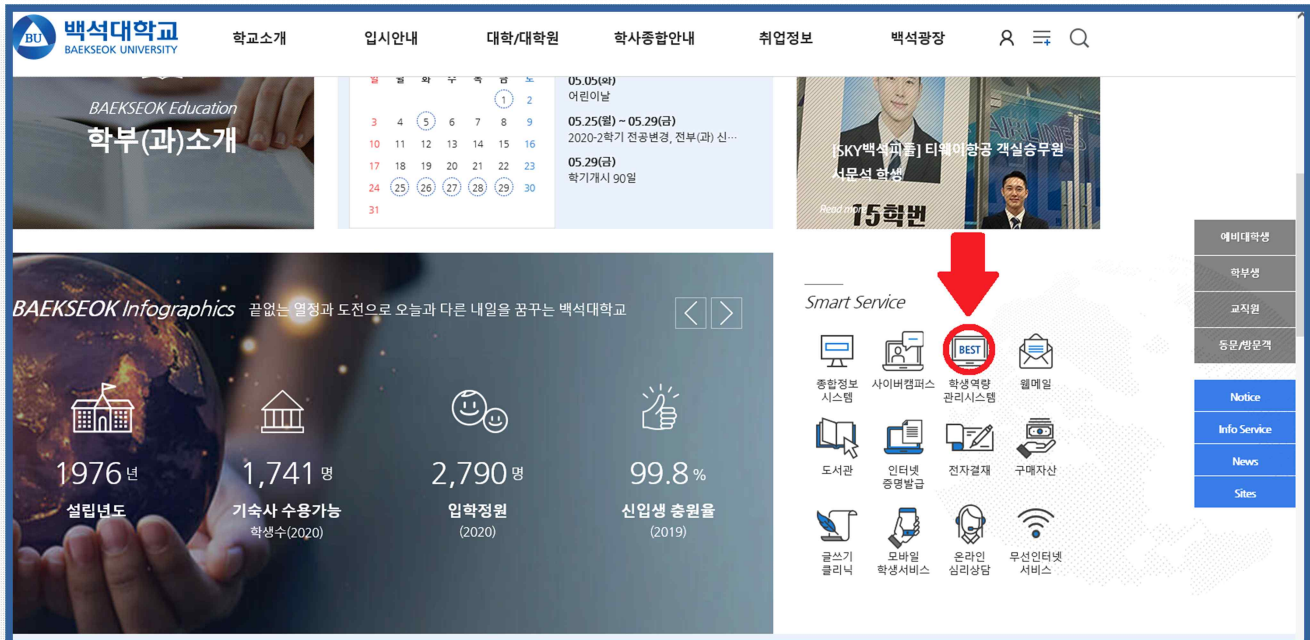 BU
백석대학교
BAEKSEOK UNIVERSITY
학교소개
입시안내
대학/대학원
학사종합안내
취업정보
백석광장
BAEKSEOK Education
학부(과)소개
일 월 화 수 목 금 토
1 2
3 4 5 6 7 8 9
10 11 12 13 14 15 16
17 18 19 20 21 22 23
24 25 26 27 28 29 30
31
05.05(화)
어린이날
05.25(월) ~ 05.29(금)
2020-2학기 전공변경, 전부(과) 신…
05.29(금)
학기개시 90일
AIRLINES
[SKY백석피플] 티웨이항공 객실승무원
서문석 학생
Read more
15학번
예비대학생
학부생
교직원
동문/방문객
Notice
Info Service
News
Sites
BAEKSEOK Infographics 끝없는 열정과 도전으로 오늘과 다른 내일을 꿈꾸는 백석대학교
1976 년
설립년도
1,741 명
기숙사 수용가능
학생수(2020)
2,790 명
입학정원
(2020)
99.8 %
신입생 충원율
(2019)
Smart Service
종합정보
시스템
사이버캠퍼스
BEST
학생역량
관리시스템
웹메일
도서관
인터넷
증명발급
전자결재
구매자산
글쓰기
클리닉
모바일
학생서비스
온라인
심리상담
무선인터넷
서비스